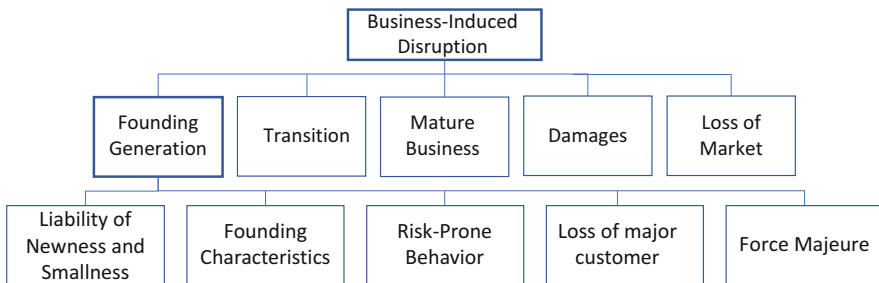 Business-Induced
Disruption
Founding
Generation
Transition
Mature
Business
Damages
Loss of
Market
Liability of
Newness and
Smallness
Founding
Characteristics
Risk-Prone
Behavior
Loss of major
customer
Force Majeure